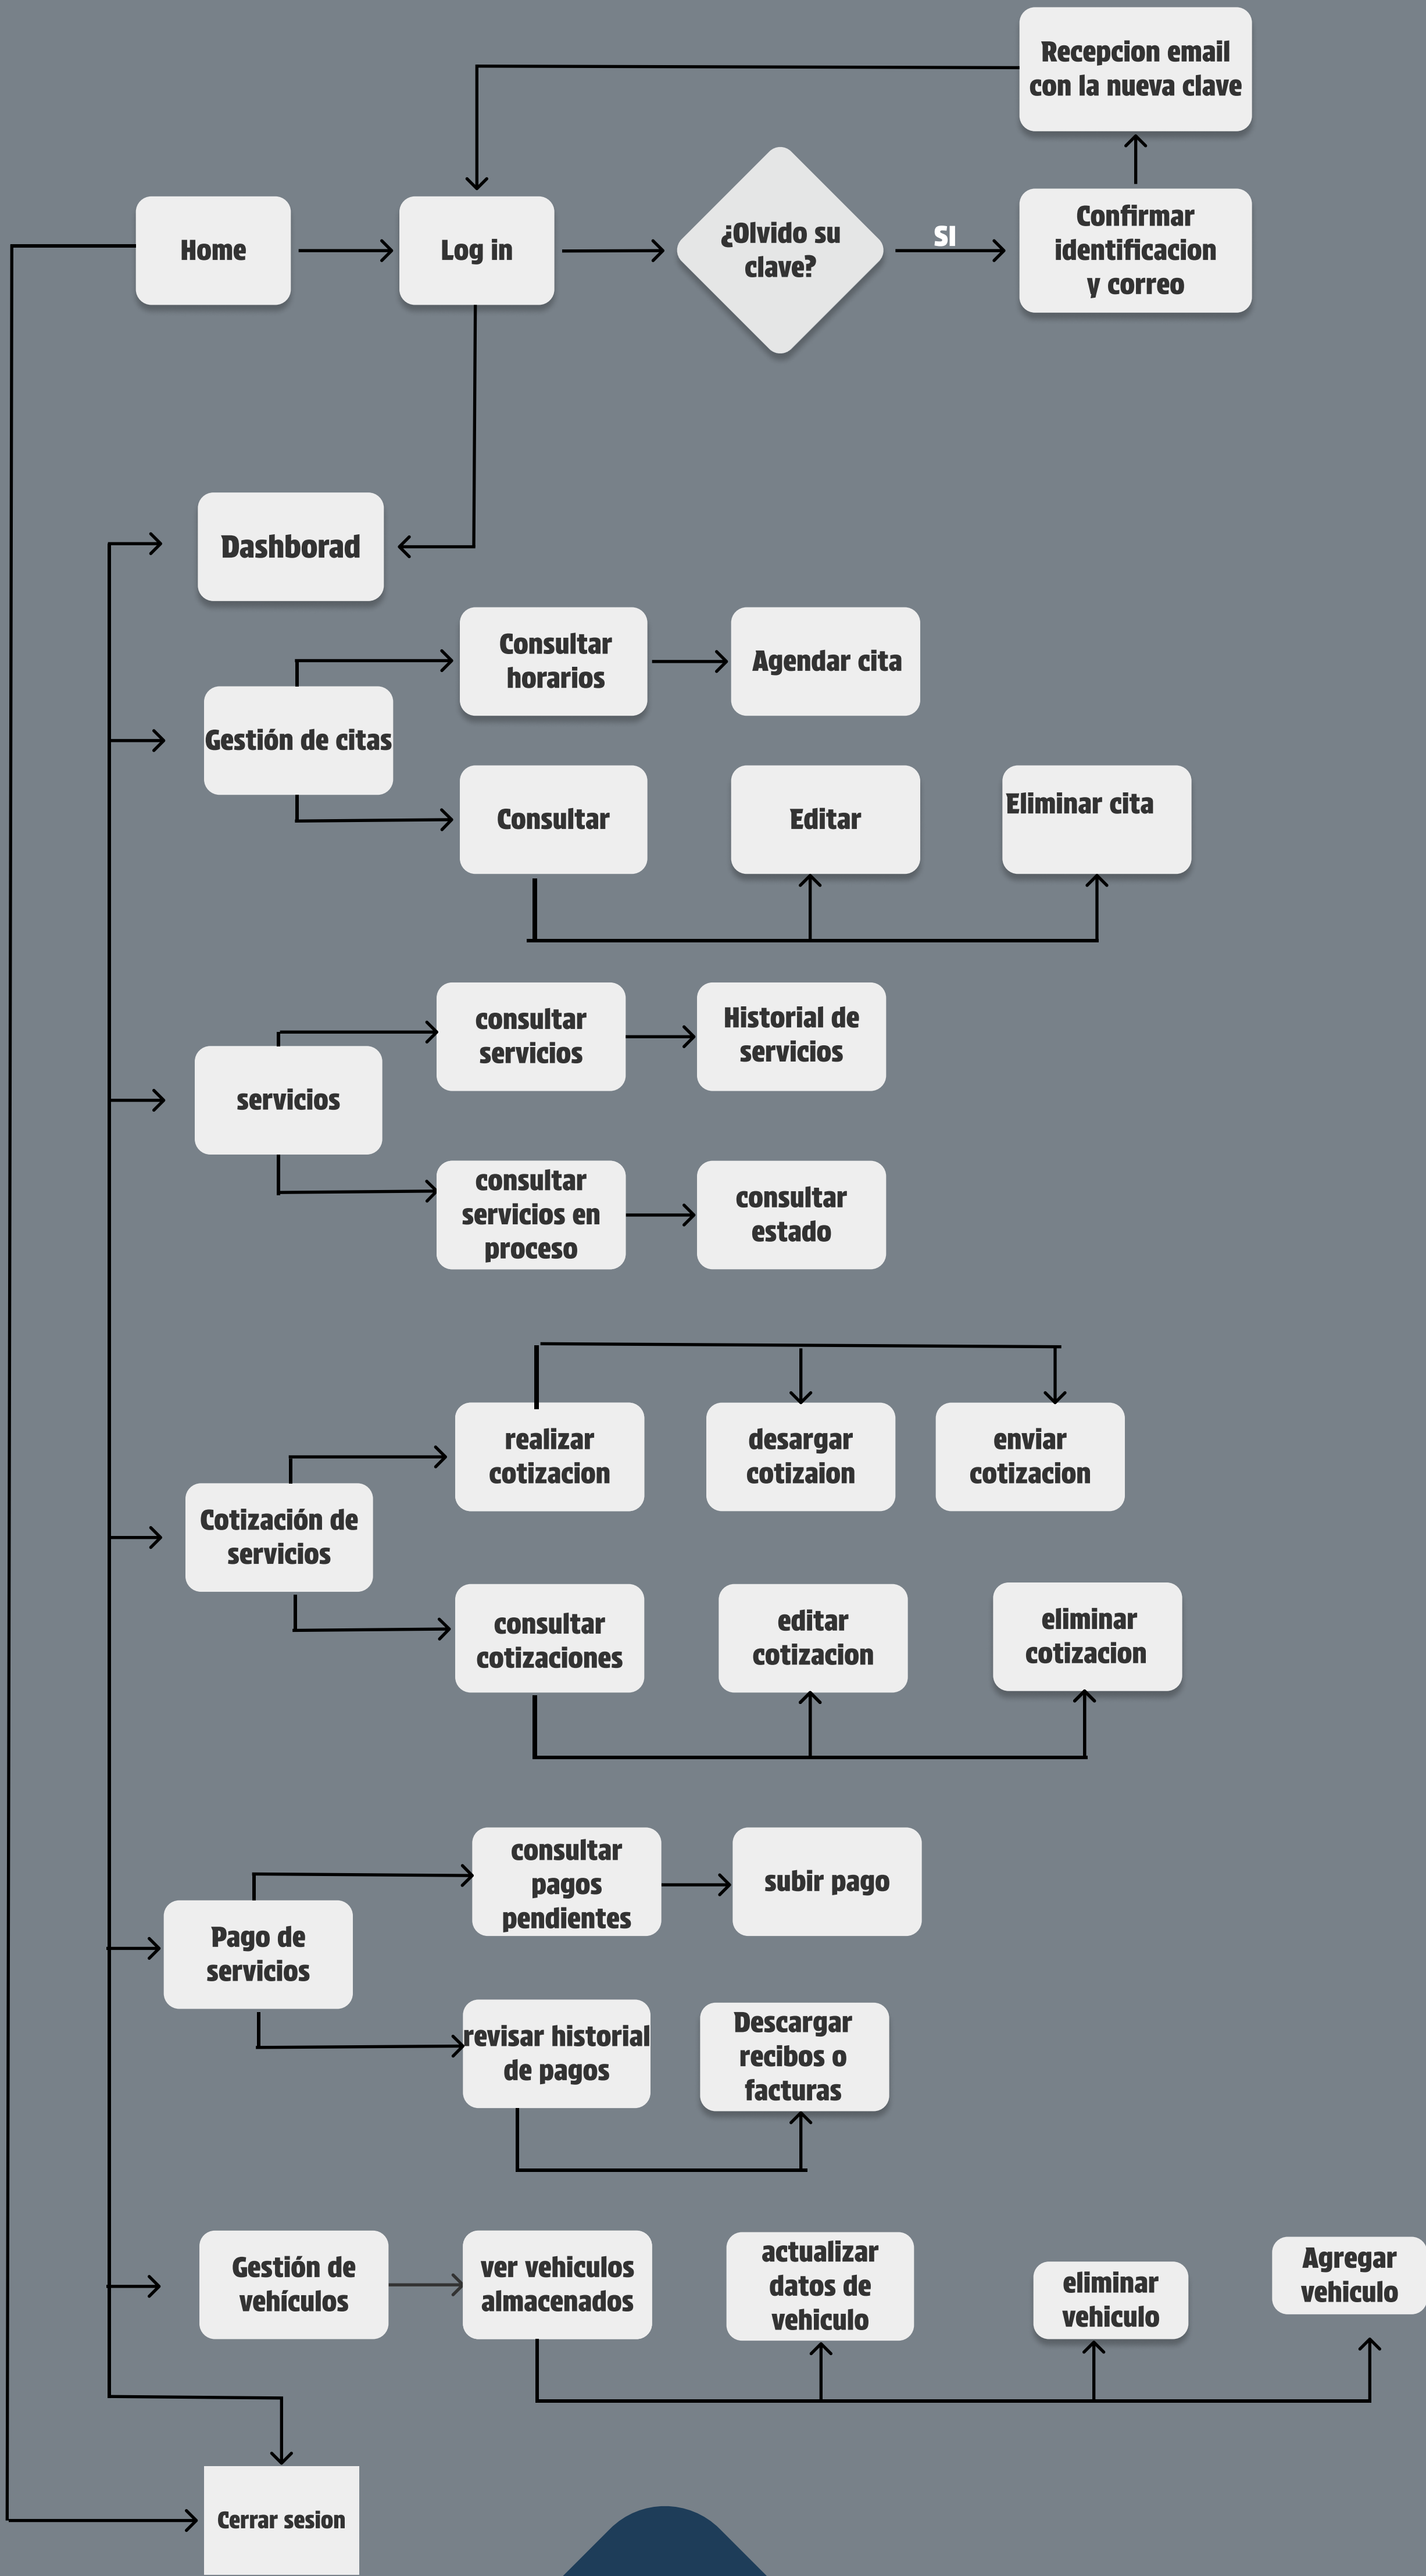 Recepcion email
con la nueva clave
Home
Log in
¿Olvido su
clave?
SI
Confirmar
identificacion
y correo
Dashborad
Consultar
horarios
Agendar cita
Gestión de citas
Consultar
Editar
Eliminar cita
consultar
servicios
Historial de
servicios
servicios
consultar
servicios en
proceso
consultar
estado
realizar
cotizacion
desargar
cotizaion
enviar
cotizacion
Cotización de
servicios
consultar
cotizaciones
editar
cotizacion
eliminar
cotizacion
consultar
pagos
pendientes
subir pago
Pago de
servicios
revisar historial
de pagos
Descargar
recibos o
facturas
Gestión de
vehículos
ver vehiculos
almacenados
actualizar
datos de
vehiculo
eliminar
vehiculo
Agregar
vehiculo
Cerrar sesion